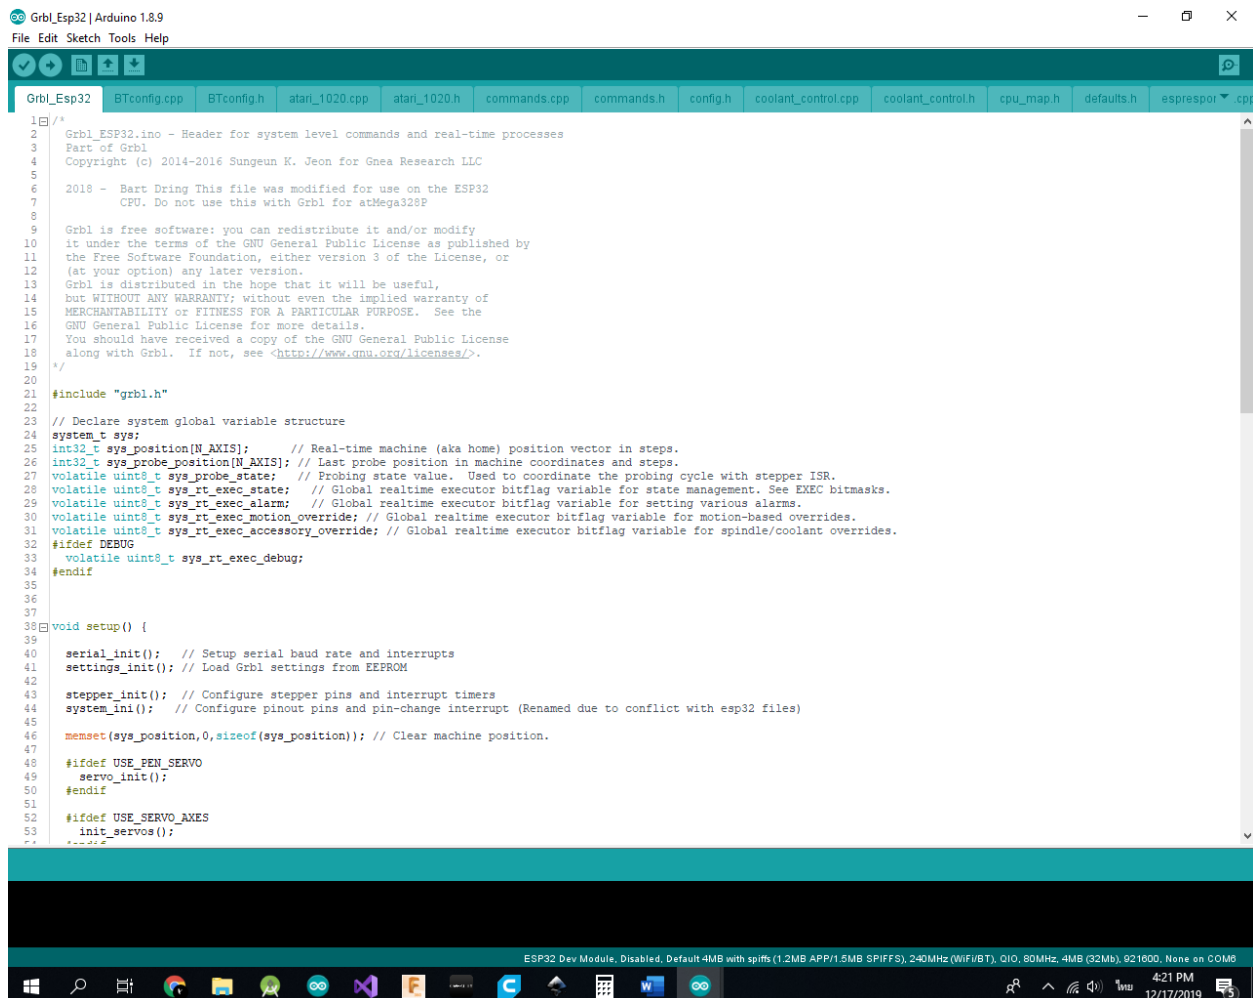 Grbl_Esp32 | Arduino 1.8.9
File Edit Sketch Tools Help
Grbl_Esp32 BTconfig.cpp BTconfig.h atari_1020.cpp atari_1020.h commands.cpp commands.h config.h coolant_control.cpp coolant_control.h cpu_map.h defaults.h esprespor .cpp
1 /*
2 Grbl_ESP32.ino - Header for system level commands and real-time processes
3 Part of Grbl
4 Copyright (c) 2014-2016 Sungeun K. Jeon for Gnea Research LLC
5
6 2018 - Bart Dring This file was modified for use on the ESP32
7 CPU. Do not use this with Grbl for atMega328P
8
9 Grbl is free software: you can redistribute it and/or modify
10 it under the terms of the GNU General Public License as published by
11 the Free Software Foundation, either version 3 of the License, or
12 (at your option) any later version.
13 Grbl is distributed in the hope that it will be useful,
14 but WITHOUT ANY WARRANTY; without even the implied warranty of
15 MERCHANTABILITY or FITNESS FOR A PARTICULAR PURPOSE. See the
16 GNU General Public License for more details.
17 You should have received a copy of the GNU General Public License
18 along with Grbl. If not, see <http://www.gnu.org/licenses/>.
19 */
20
21 #include "grbl.h"
22
23 // Declare system global variable structure
24 system_t sys;
25 int32_t sys_position[N_AXIS]; // Real-time machine (aka home) position vector in steps.
26 int32_t sys_probe_position[N_AXIS]; // Last probe position in machine coordinates and steps.
27 volatile uint8_t sys_probe_state; // Probing state value. Used to coordinate the probing cycle with stepper ISR.
28 volatile uint8_t sys_rt_exec_state; // Global realtime executor bitflag variable for state management. See EXEC bitmasks.
29 volatile uint8_t sys_rt_exec_alarm; // Global realtime executor bitflag variable for setting various alarms.
30 volatile uint8_t sys_rt_exec_motion_override; // Global realtime executor bitflag variable for motion-based overrides.
31 volatile uint8_t sys_rt_exec_accessory_override; // Global realtime executor bitflag variable for spindle/coolant overrides.
32 #ifdef DEBUG
33 volatile uint8_t sys_rt_exec_debug;
34 #endif
35
36
37
38 void setup() {
39
40 serial_init(); // Setup serial baud rate and interrupts
41 settings_init(); // Load Grbl settings from EEPROM
42
43 stepper_init(); // Configure stepper pins and interrupt timers
44 system_ini(); // Configure pinout pins and pin-change interrupt (Renamed due to conflict with esp32 files)
45
46 memset(sys_position,0,sizeof(sys_position)); // Clear machine position.
47
48 #ifdef USE_PEN_SERVO
49 servo_init();
50 #endif
51
52 #ifdef USE_SERVO_AXES
53 init_servos();
ESP32 Dev Module, Disabled, Default 4MB with spiffs (1.2MB APP/1.5MB SPIFFS), 240MHz (WiFi/BT), QIO, 80MHz, 4MB (32Mb), 921600, None on COM6
ไทย 4:21 PM
12/17/2019